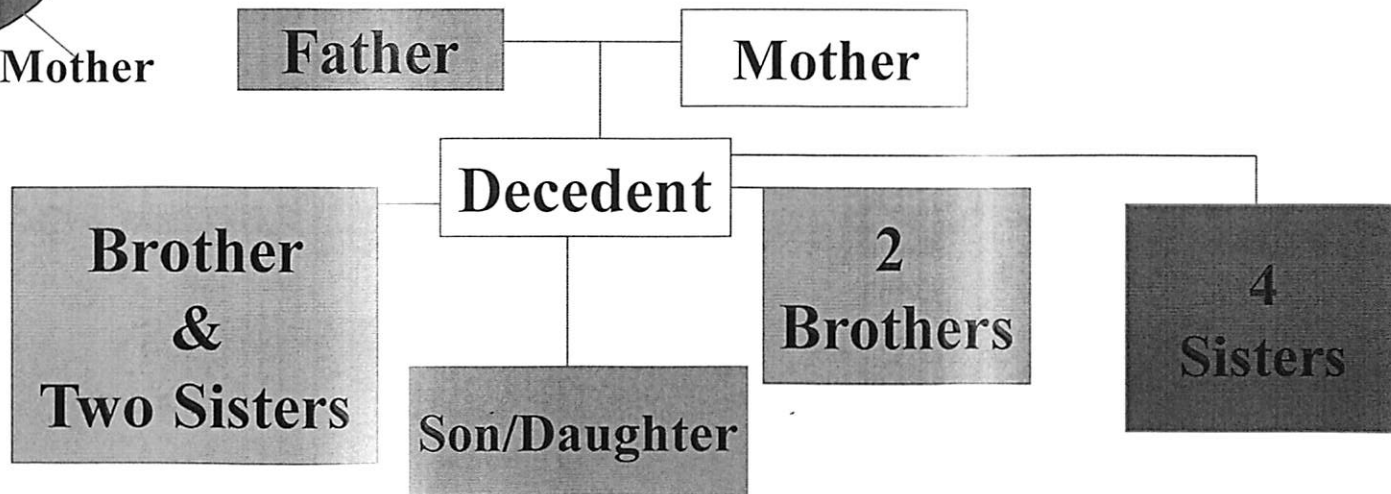 Mother
Father
Mother
Decedent
Brother
&
Two Sisters
2
Brothers
4
Sisters
Son/Daughter